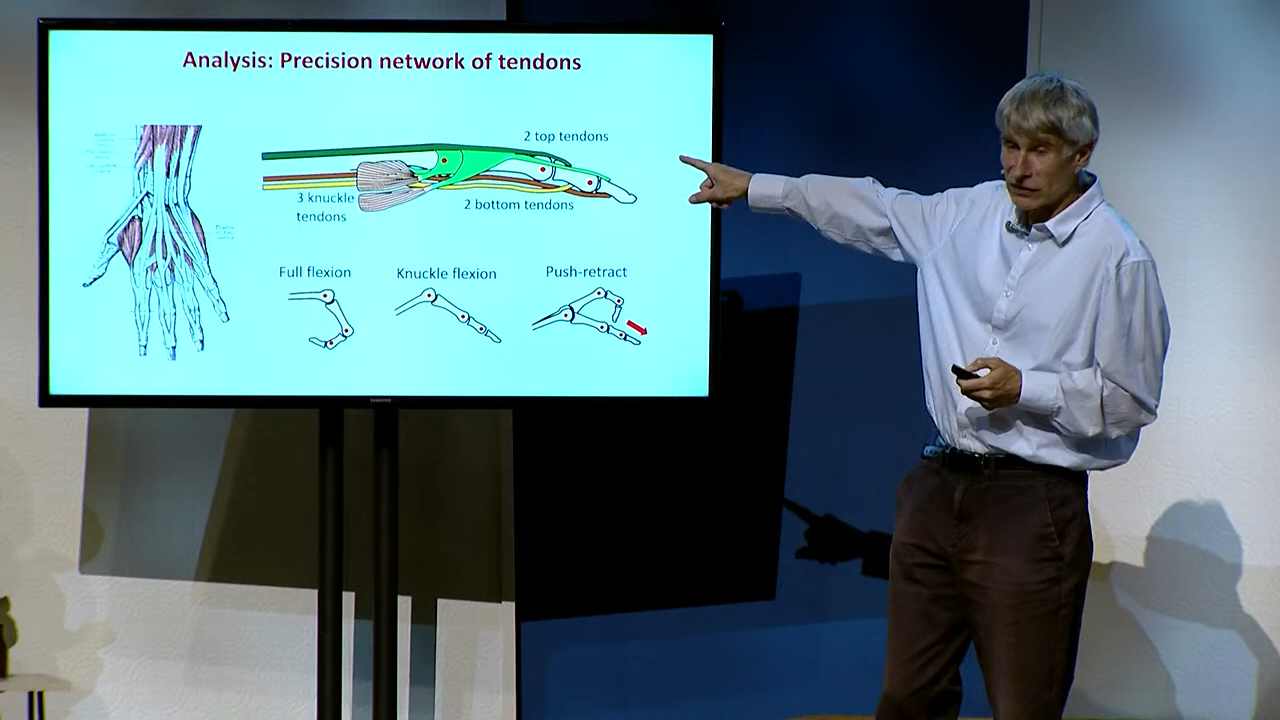 Analysis: Precision network of tendons
2 top tendons
3 knuckle
tendons
2 bottom tendons
Full flexion
Knuckle flexion
Push-retract
SAMSUNG